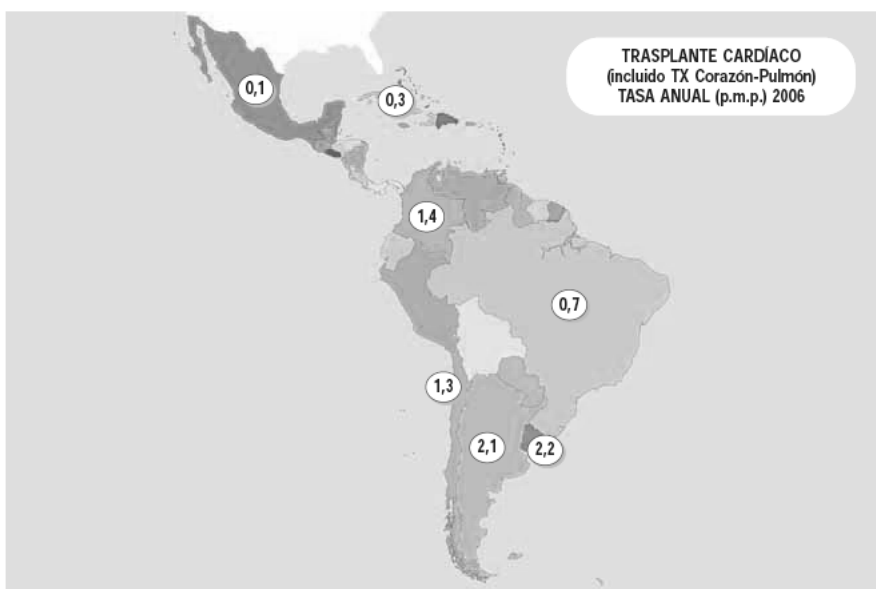 TRASPLANTE CARDÍACO
(incluido TX Corazón-Pulmón)
TASA ANUAL (p.m.p.) 2006
0,1
0,3
1,4
0,7
1,3
2,1
2,2